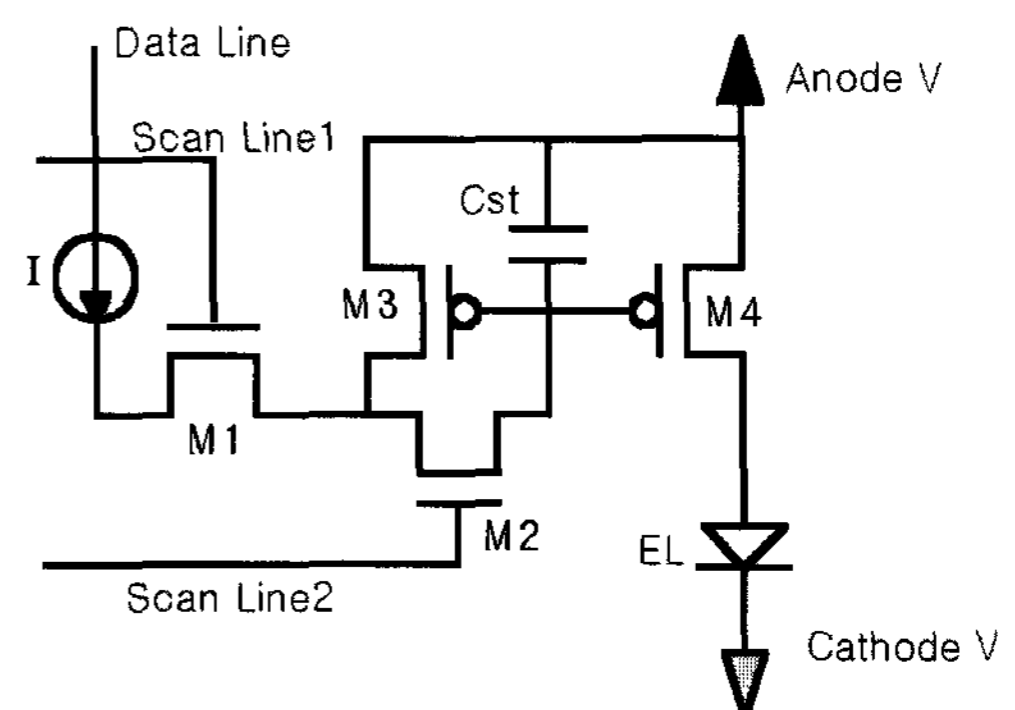 Data Line
Anode V
Scan Line1
Cst
I
M3
M4
M1
M2
EL
Scan Line2
Cathode V